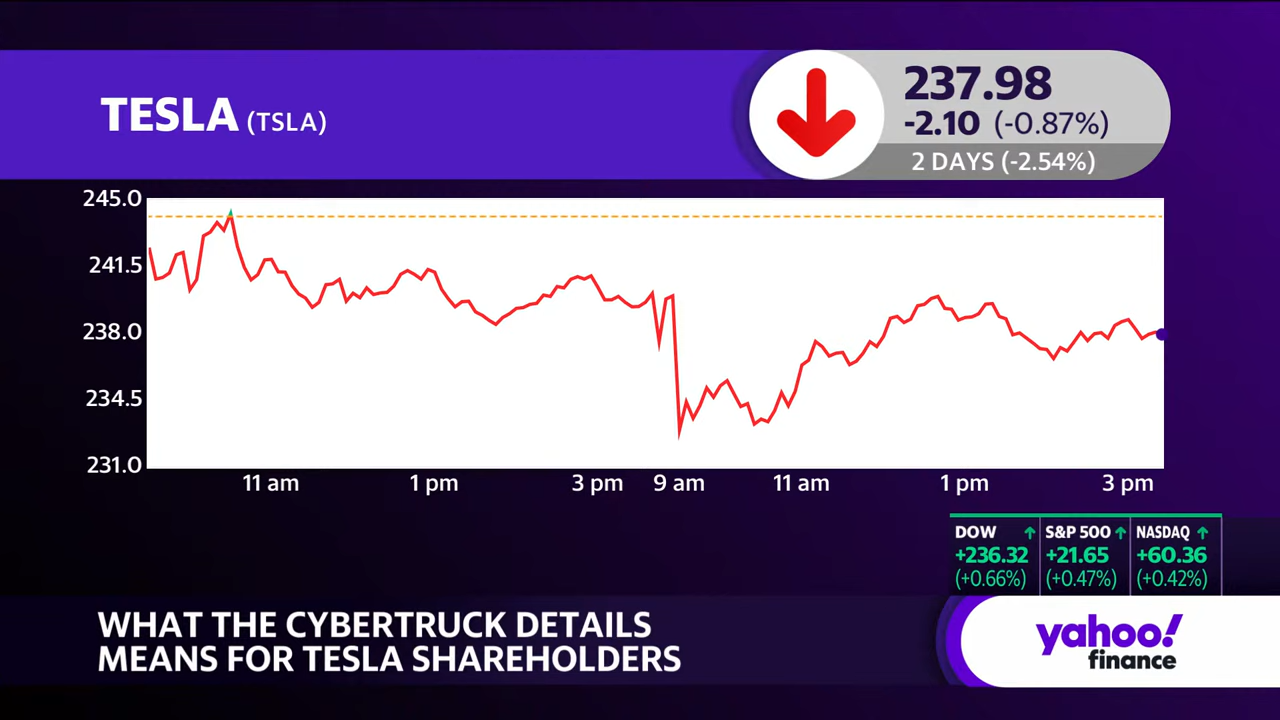 TESLA (TSLA)
237.98
-2.10 (-0.87%)
2 DAYS (-2.54%)
245.0
241.5
238.0
234.5
231.0
11 am 1 pm 3 pm 9 am 11 am 1 pm 3 pm
DOW S&P 500 NASDAQ
+236.32 +21.65 +60.36
(+0.66%) (+0.47%) (+0.42%)
WHAT THE CYBERTRUCK DETAILS
MEANS FOR TESLA SHAREHOLDERS
yahoo!
finance